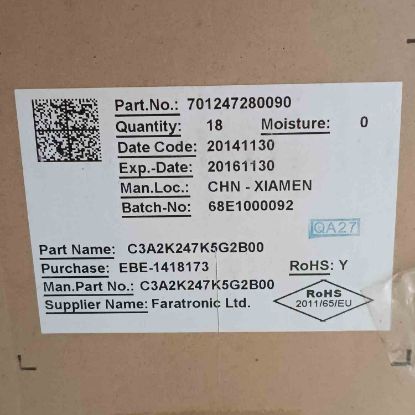 Part.No.: 701247280090
Quantity: 18 Moisture: 0
Date Code: 20141130
Exp.-Date: 20161130
Man.Loc.: CHN - XIAMEN
Batch-No: 68E1000092
QA27
Part Name: C3A2K247K5G2B00
Purchase: EBE-1418173 RoHS: Y
Man.Part No.: C3A2K247K5G2B00
Supplier Name: Faratronic Ltd.
RoHS
2011/65/EU